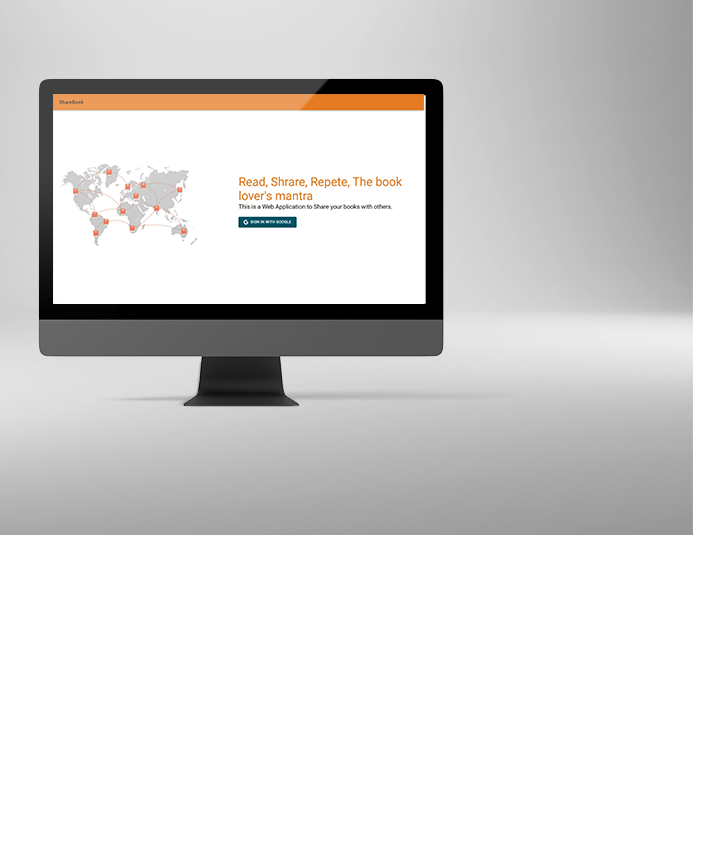 ShareBook
Read, Shrare, Repete, The book
lover's mantra
This is a Web Application to Share your books with others.
SIGN IN WITH GOOGLE